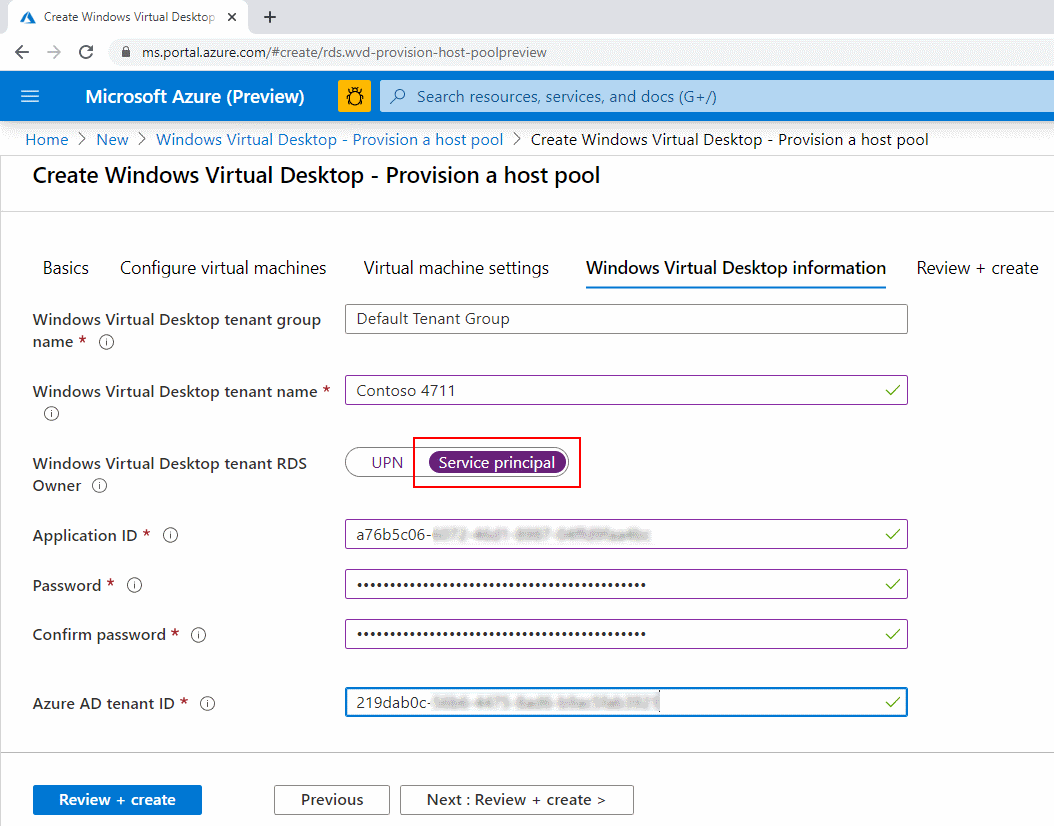 Create Windows Virtual Desktop
ms.portal.azure.com/#create/rds.wvd-provision-host-poolpreview
Microsoft Azure (Preview)
Search resources, services, and docs (G+/)
Home > New > Windows Virtual Desktop - Provision a host pool > Create Windows Virtual Desktop - Provision a host pool
Create Windows Virtual Desktop - Provision a host pool
Basics Configure virtual machines Virtual machine settings Windows Virtual Desktop information Review + create
Windows Virtual Desktop tenant group
name *
Default Tenant Group
Windows Virtual Desktop tenant name *
Contoso 4711
Windows Virtual Desktop tenant RDS
Owner
UPN Service principal
Application ID *
a76b5c06-
Password *
Confirm password *
Azure AD tenant ID *
219dab0c-
Review + create Previous Next : Review + create >